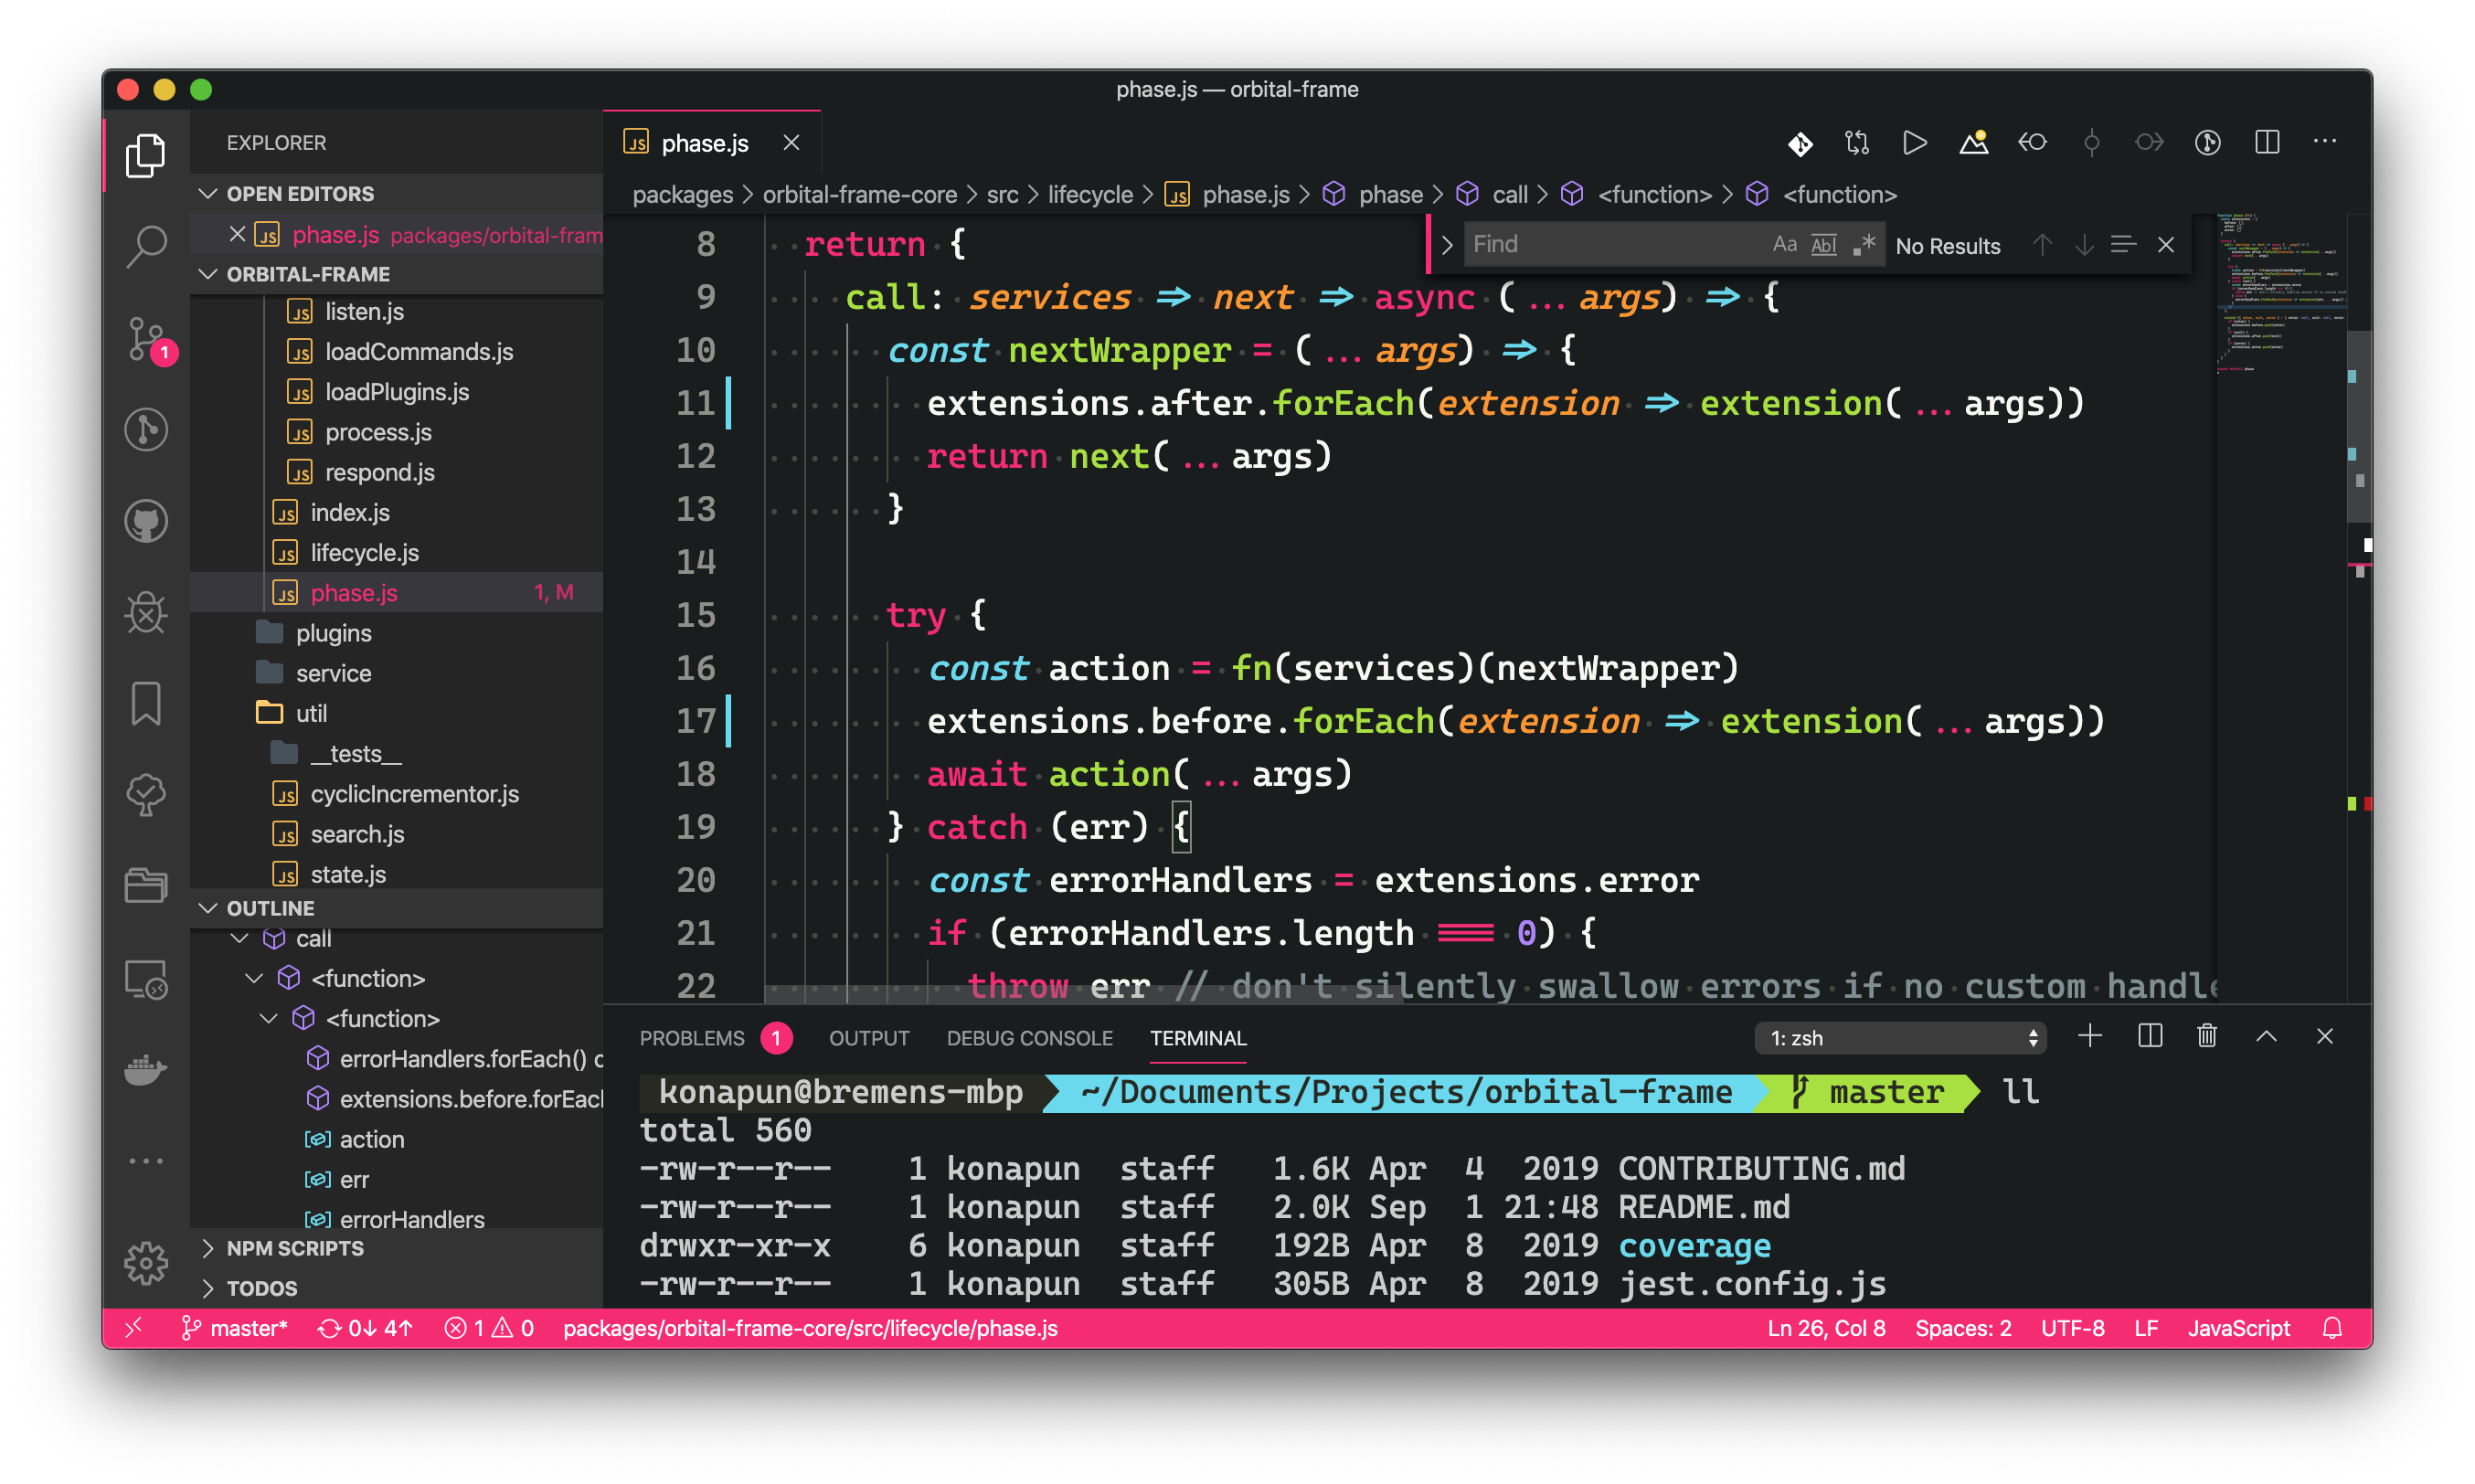 phase.js — orbital-frame
EXPLORER
OPEN EDITORS
phase.js packages/orbital-fram
ORBITAL-FRAME
listen.js
loadCommands.js
loadPlugins.js
process.js
respond.js
index.js
lifecycle.js
phase.js 1, M
plugins
service
util
__tests__
cyclicIncrementor.js
search.js
state.js
OUTLINE
call
<function>
<function>
errorHandlers.forEach() c
extensions.before.forEach
action
err
errorHandlers
NPM SCRIPTS
TODOS
1
phase.js
packages > orbital-frame-core > src > lifecycle > phase.js > phase > call > <function> > <function>
Find Aa Abl .* No Results
8 return {
9 call: services => next => async (...args) => {
10 const nextWrapper = (...args) => {
11 extensions.after.forEach(extension => extension(...args))
12 return next(...args)
13 }
14
15 try {
16 const action = fn(services)(nextWrapper)
17 extensions.before.forEach(extension => extension(...args))
18 await action(...args)
19 } catch (err) {
20 const errorHandlers = extensions.error
21 if (errorHandlers.length === 0) {
22 throw err // don't silently swallow errors if no custom handle
PROBLEMS 1 OUTPUT DEBUG CONSOLE TERMINAL 1: zsh
konapun@bremens-mbp ~/Documents/Projects/orbital-frame master ll
total 560
-rw-r--r-- 1 konapun staff 1.6K Apr 4 2019 CONTRIBUTING.md
-rw-r--r-- 1 konapun staff 2.0K Sep 1 21:48 README.md
drwxr-xr-x 6 konapun staff 192B Apr 8 2019 coverage
-rw-r--r-- 1 konapun staff 305B Apr 8 2019 jest.config.js
master* 0↓ 4↑ 1 0 packages/orbital-frame-core/src/lifecycle/phase.js Ln 26, Col 8 Spaces: 2 UTF-8 LF JavaScript